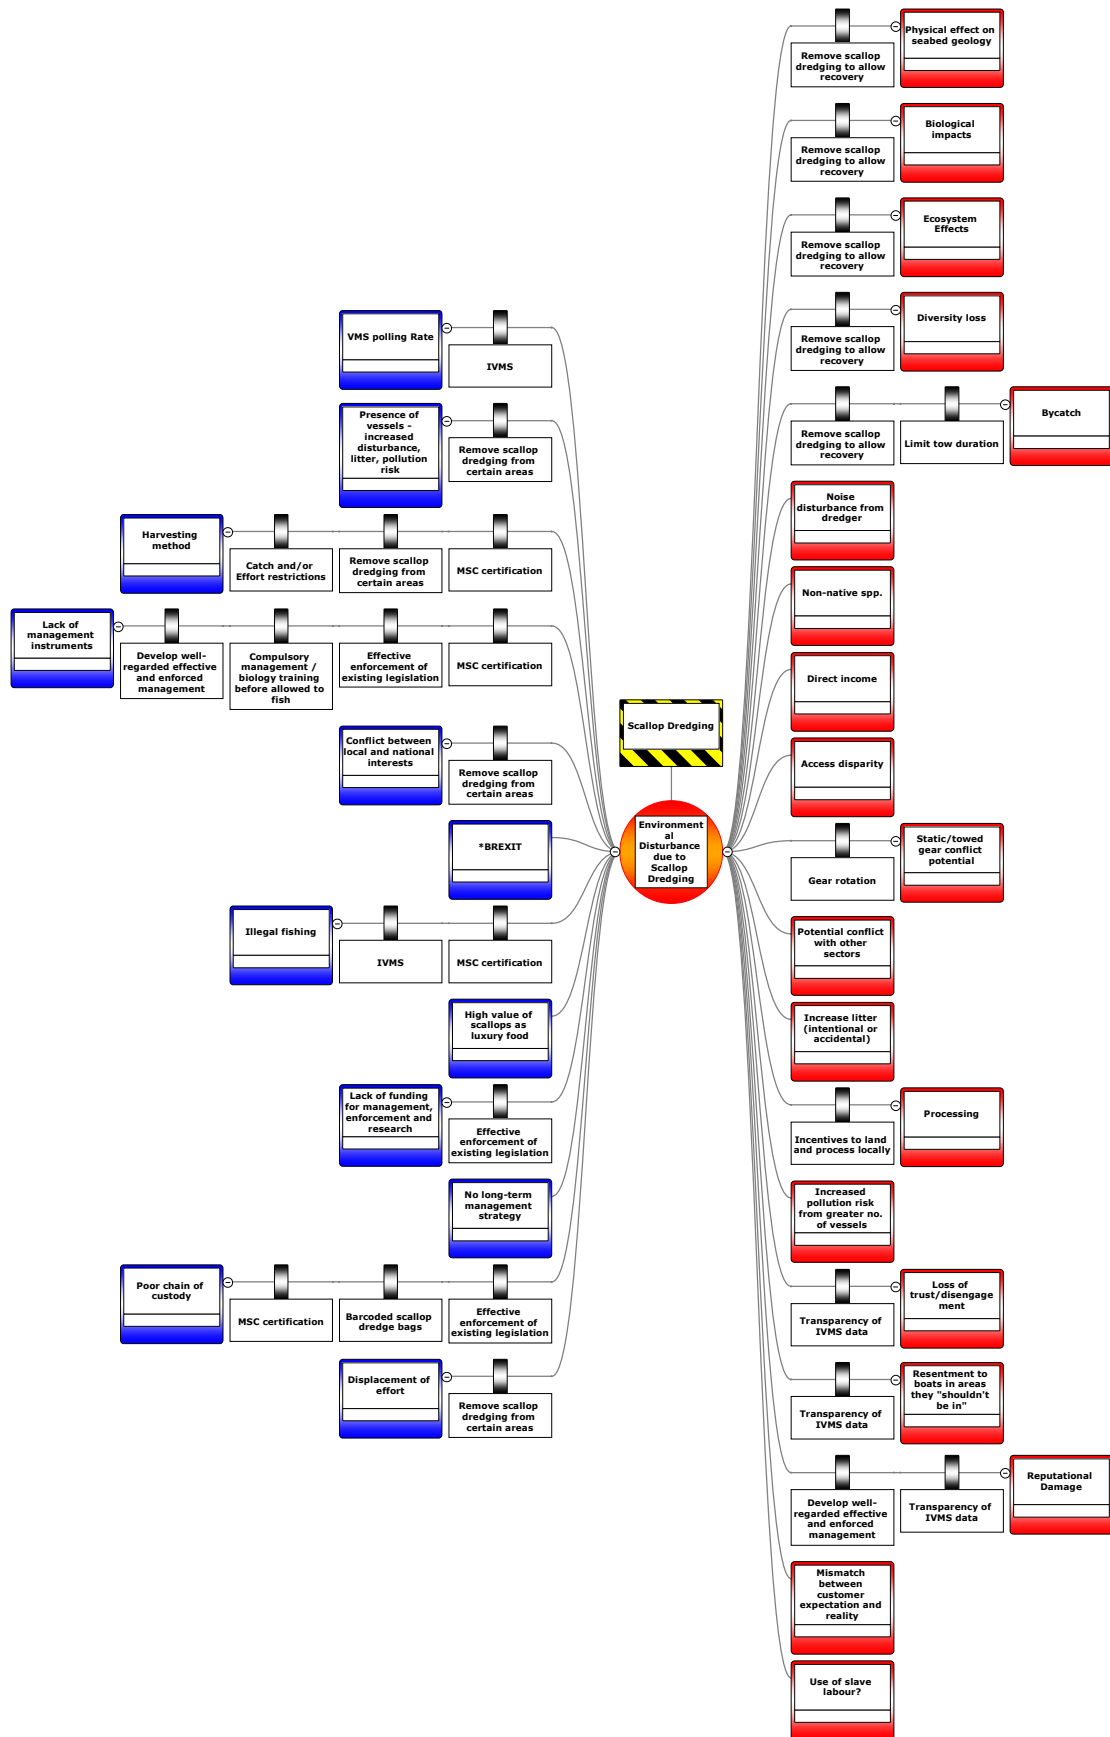 VMS polling Rate
IVMS
Presence of
vessels -
increased
disturbance,
litter, pollution
risk
Remove scallop
dredging from
certain areas
Harvesting
method
Catch and/or
Effort restrictions
Remove scallop
dredging from
certain areas
MSC certification
Lack of
management
instruments
Develop well-
regarded effective
and enforced
management
Compulsory
management /
biology training
before allowed to
fish
Effective
enforcement of
existing legislation
MSC certification
Conflict between
local and national
interests
Remove scallop
dredging from
certain areas
*BREXIT
Illegal fishing
IVMS
MSC certification
High value of
scallops as
luxury food
Lack of funding
for management,
enforcement and
research
Effective
enforcement of
existing legislation
No long-term
management
strategy
Poor chain of
custody
MSC certification
Barcoded scallop
dredge bags
Effective
enforcement of
existing legislation
Displacement of
effort
Remove scallop
dredging from
certain areas
Scallop Dredging
Environment
al
Disturbance
due to
Scallop
Dredging
Remove scallop
dredging to allow
recovery
Physical effect on
seabed geology
Remove scallop
dredging to allow
recovery
Biological
impacts
Remove scallop
dredging to allow
recovery
Ecosystem
Effects
Remove scallop
dredging to allow
recovery
Diversity loss
Remove scallop
dredging to allow
recovery
Limit tow duration
Bycatch
Noise
disturbance from
dredger
Non-native spp.
Direct income
Access disparity
Gear rotation
Static/towed
gear conflict
potential
Potential conflict
with other
sectors
Increase litter
(intentional or
accidental)
Incentives to land
and process locally
Processing
Increased
pollution risk
from greater no.
of vessels
Transparency of
IVMS data
Loss of
trust/disengage
ment
Transparency of
IVMS data
Resentment to
boats in areas
they "shouldn't
be in"
Develop well-
regarded effective
and enforced
management
Transparency of
IVMS data
Reputational
Damage
Mismatch
between
customer
expectation and
reality
Use of slave
labour?